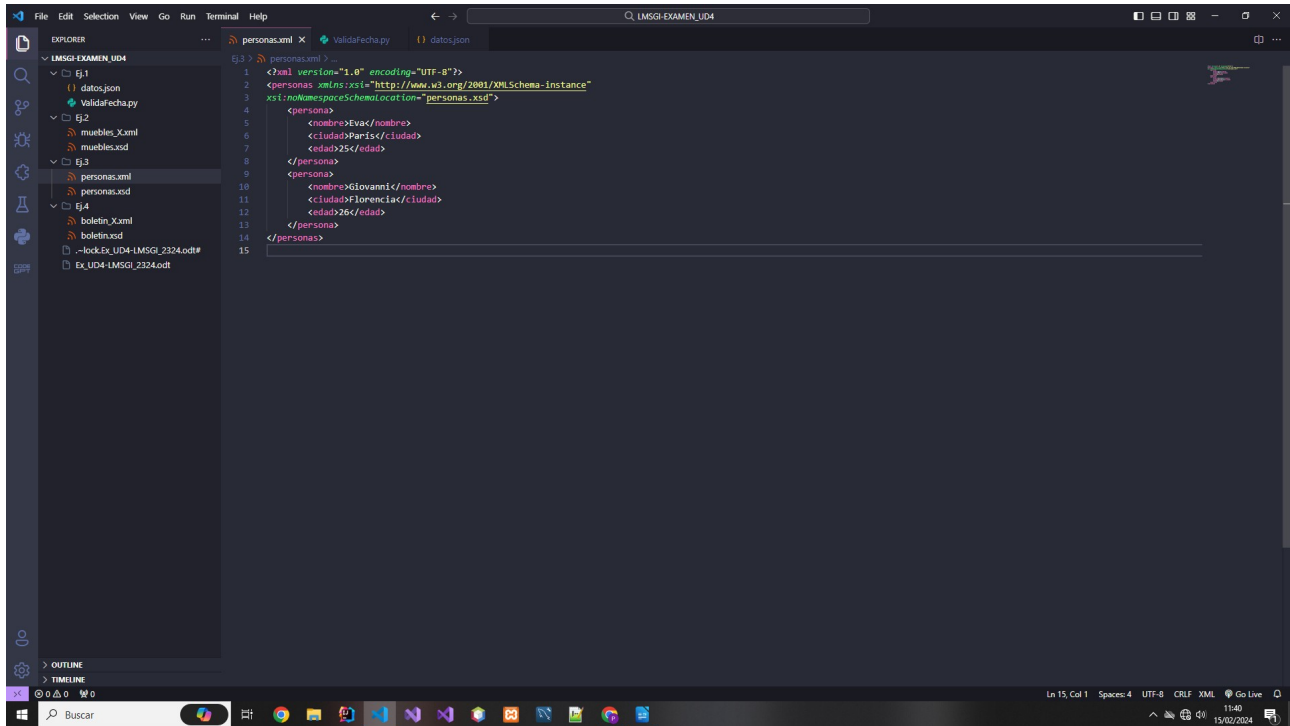 File Edit Selection View Go Run Terminal Help
LMSGI-EXAMEN_UD4
EXPLORER
personas.xml
ValidaFecha.py
{} datos.json
LMSGI-EXAMEN_UD4
Ej.1
{} datos.json
ValidaFecha.py
Ej.2
muebles_X.xml
muebles.xsd
Ej.3
personas.xml
personas.xsd
Ej.4
boletin_X.xml
boletin.xsd
.~lock.Ex_UD4-LMSGI_2324.odt#
Ex_UD4-LMSGI_2324.odt
Ej.3 > personas.xml > ...
1 <?xml version="1.0" encoding="UTF-8"?>
2 <personas xmlns:xsi="http://www.w3.org/2001/XMLSchema-instance"
3 xsi:noNamespaceSchemaLocation="personas.xsd">
4 <persona>
5 <nombre>Eva</nombre>
6 <ciudad>París</ciudad>
7 <edad>25</edad>
8 </persona>
9 <persona>
10 <nombre>Giovanni</nombre>
11 <ciudad>Florencia</ciudad>
12 <edad>26</edad>
13 </persona>
14 </personas>
15
OUTLINE
TIMELINE
0 0 0
Ln 15, Col 1 Spaces: 4 UTF-8 CRLF XML Go Live
Buscar
11:40
15/02/2024